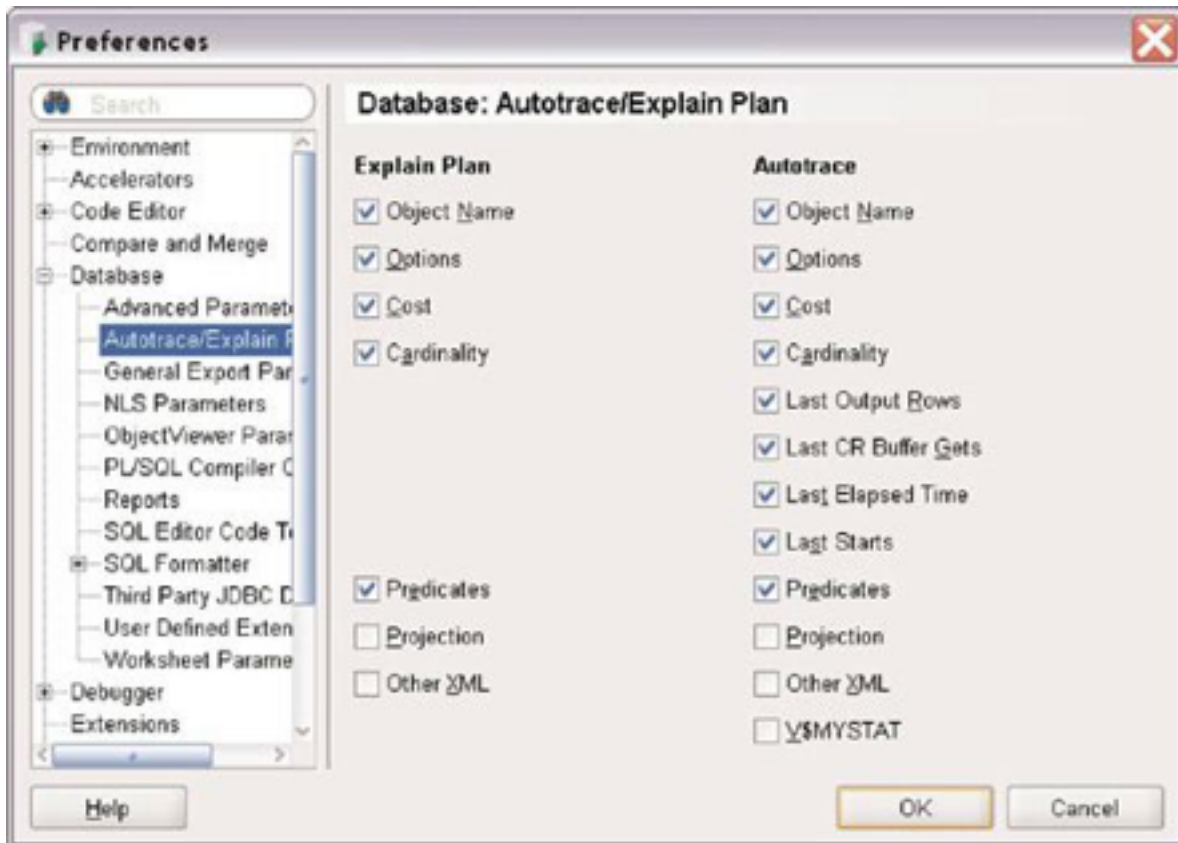 Preferences
Search
Environment
Accelerators
Code Editor
Compare and Merge
Database
Advanced Paramet
Autotrace/Explain P
General Export Par
NLS Parameters
ObjectViewer Parar
PL/SQL Compiler C
Reports
SQL Editor Code Te
SQL Formatter
Third Party JDBC D
User Defined Exten
Worksheet Parame
Debugger
Extensions
Database: Autotrace/Explain Plan
Explain Plan
Object Name
Options
Cost
Cardinality
Predicates
Projection
Other XML
Autotrace
Object Name
Options
Cost
Cardinality
Last Output Rows
Last CR Buffer Gets
Last Elapsed Time
Last Starts
Predicates
Projection
Other XML
V$MYSTAT
Help
OK
Cancel